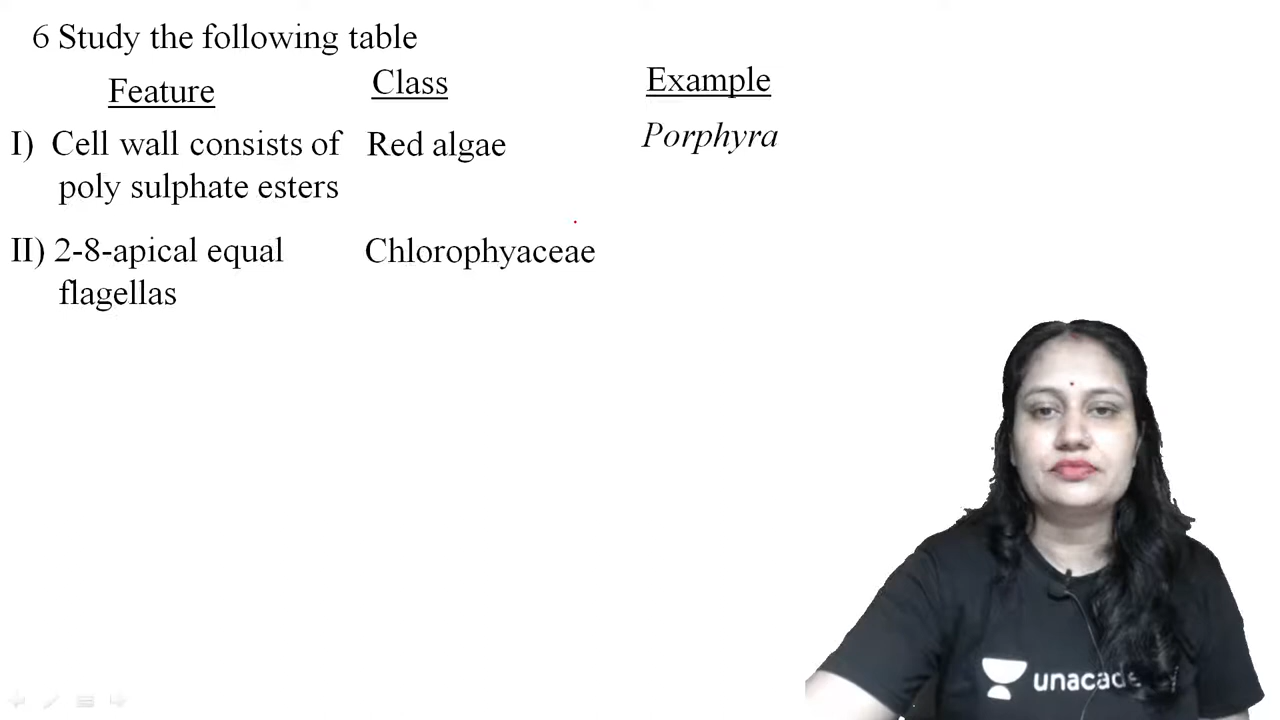 6 Study the following table
Feature Class Example
I) Cell wall consists of Red algae Porphyra
poly sulphate esters
II) 2-8-apical equal Chlorophyaceae
flagellas
unacade